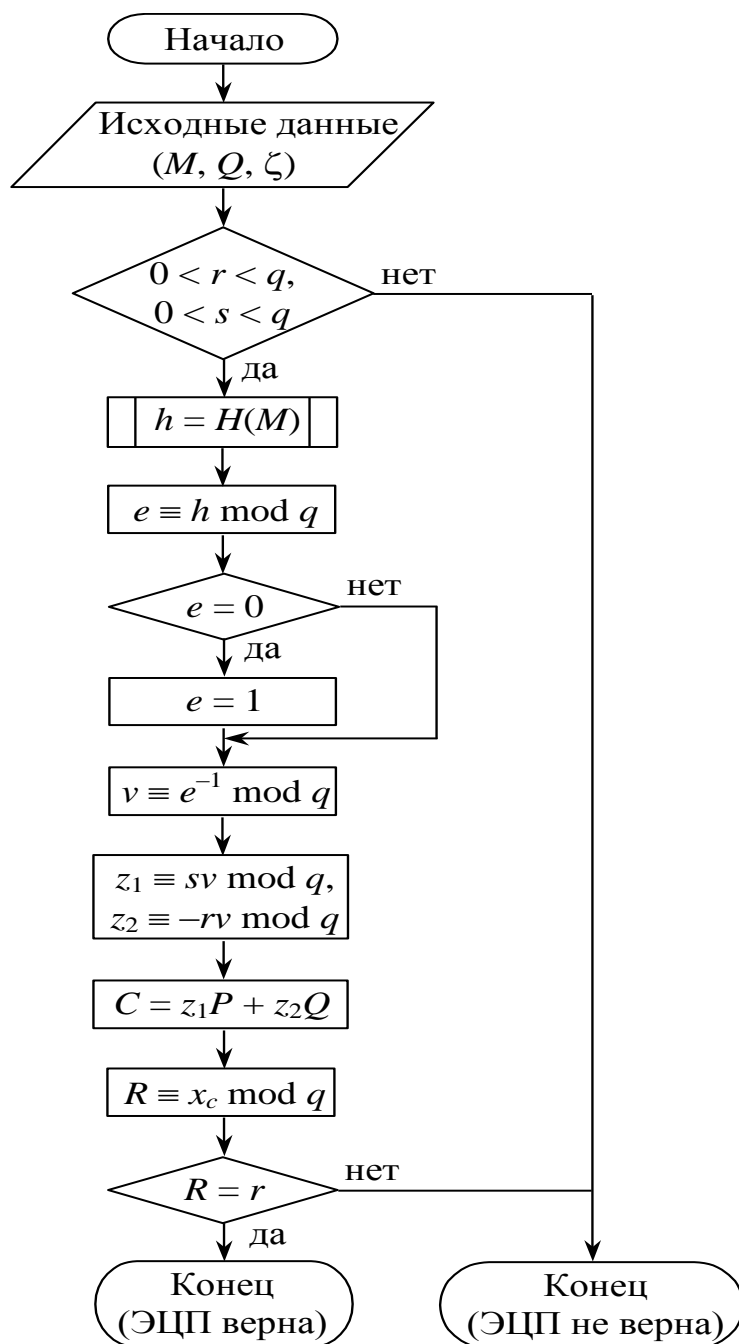 Начало
Исходные данные
(M, Q, ζ)
0 < r < q,
0 < s < q
нет
да
h = H(M)
e ≡ h mod q
e = 0
нет
да
e = 1
v ≡ e⁻¹ mod q
z₁ ≡ sv mod q,
z₂ ≡ –rv mod q
C = z₁P + z₂Q
R ≡ x꜀ mod q
R = r
нет
да
Конец
(ЭЦП верна)
Конец
(ЭЦП не верна)